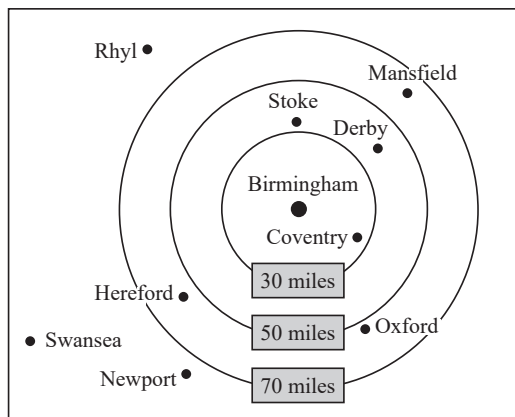 Rhyl
Mansfield
Stoke
Derby
Birmingham
Coventry
30 miles
Hereford
50 miles
Oxford
Swansea
Newport
70 miles